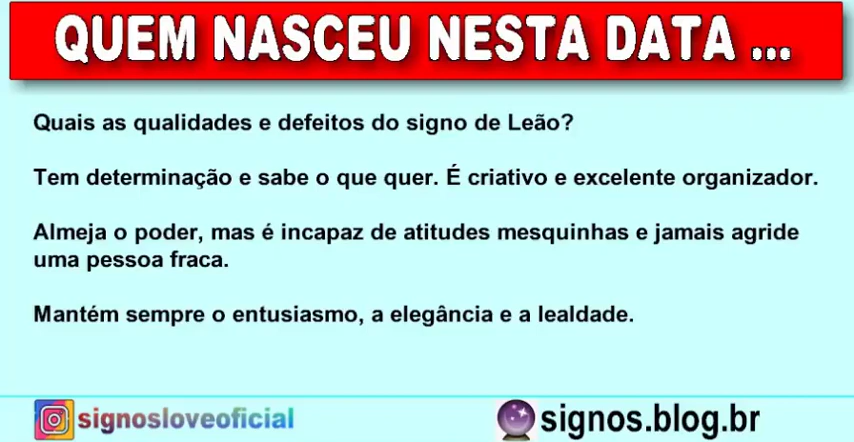 QUEM NASCEU NESTA DATA ...
Quais as qualidades e defeitos do signo de Leão?
Tem determinação e sabe o que quer. É criativo e excelente organizador.
Almeja o poder, mas é incapaz de atitudes mesquinhas e jamais agride
uma pessoa fraca.
Mantém sempre o entusiasmo, a elegância e a lealdade.
signosloveoficial
signos.blog.br